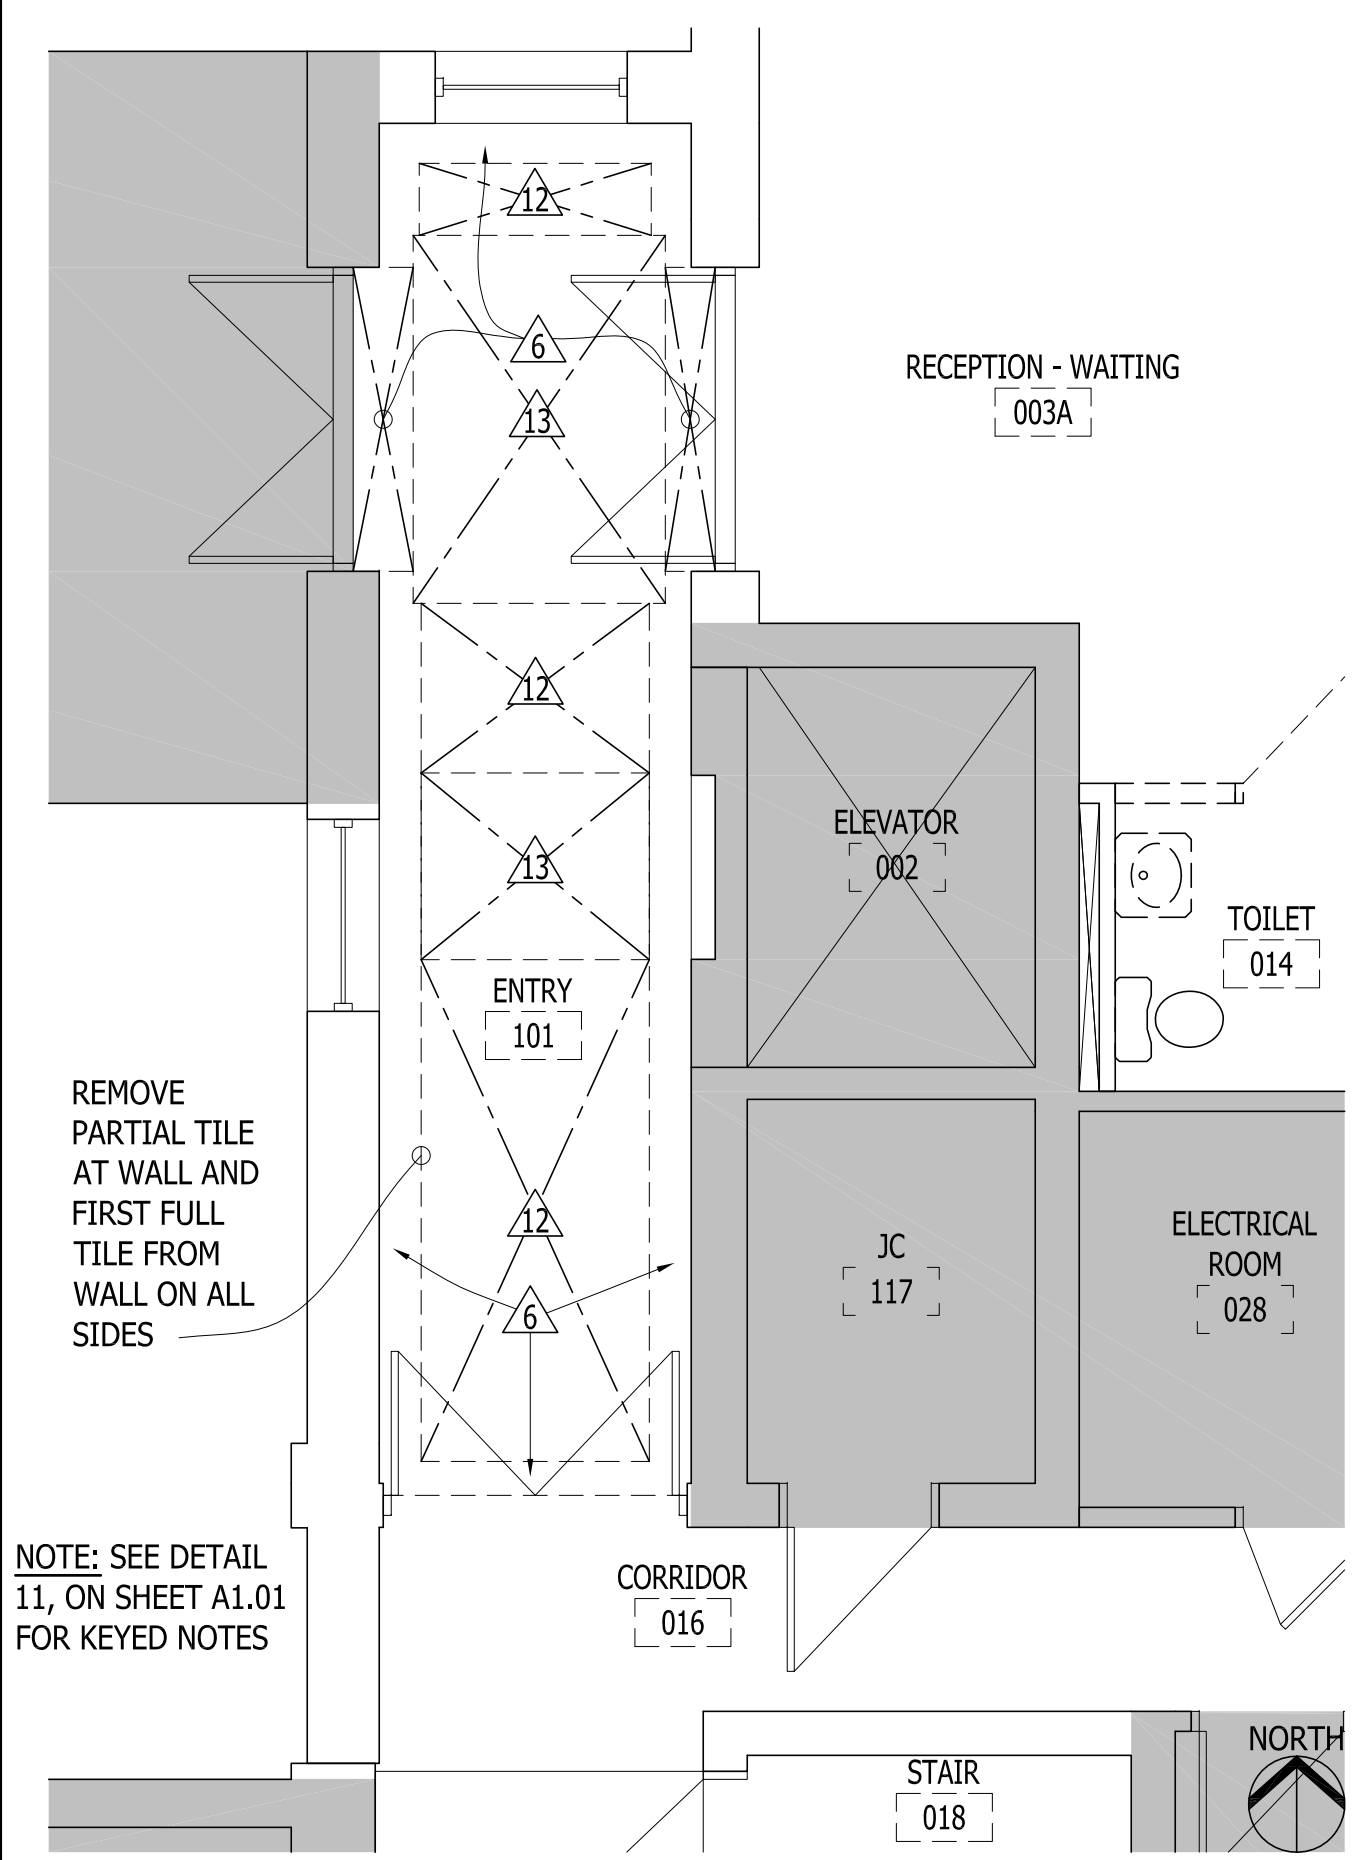 12
6
13
RECEPTION - WAITING
003A
12
13
ELEVATOR
002
TOILET
014
ENTRY
101
REMOVE
PARTIAL TILE
AT WALL AND
FIRST FULL
TILE FROM
WALL ON ALL
SIDES
12
6
JC
117
ELECTRICAL
ROOM
028
NOTE: SEE DETAIL
11, ON SHEET A1.01
FOR KEYED NOTES
CORRIDOR
016
STAIR
018
NORTH